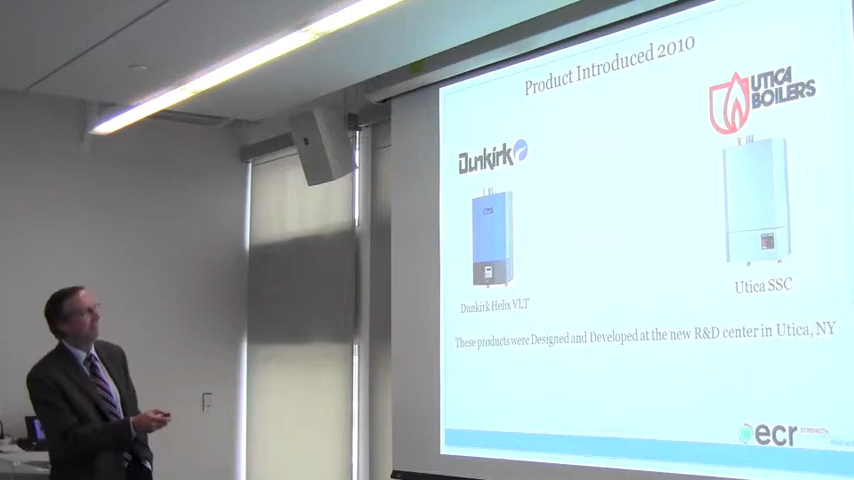 Product Introduced 2010
UTICA
BOILERS
Dunkirk
Dunkirk Helix VLT
Utica SSC
These products were Designed and Developed at the new R&D center in Utica, NY
ecr
STRENGTH